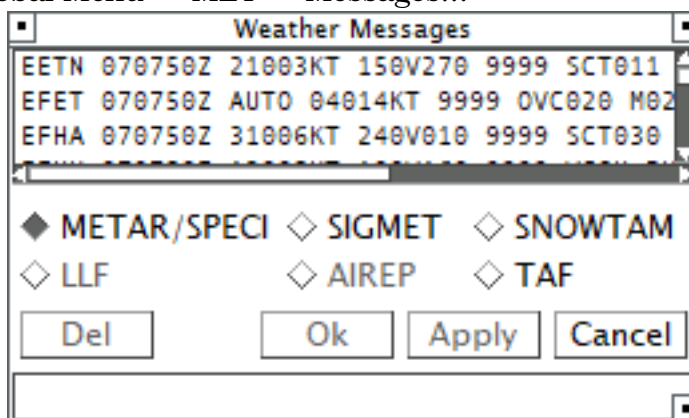 Weather Messages
EETN 070750Z 21003KT 150V270 9999 SCT011
EFET 070750Z AUTO 04014KT 9999 OVC020 M02
EFHA 070750Z 31006KT 240V010 9999 SCT030
METAR/SPECI SIGMET SNOWTAM
LLF AIREP TAF
Del Ok Apply Cancel